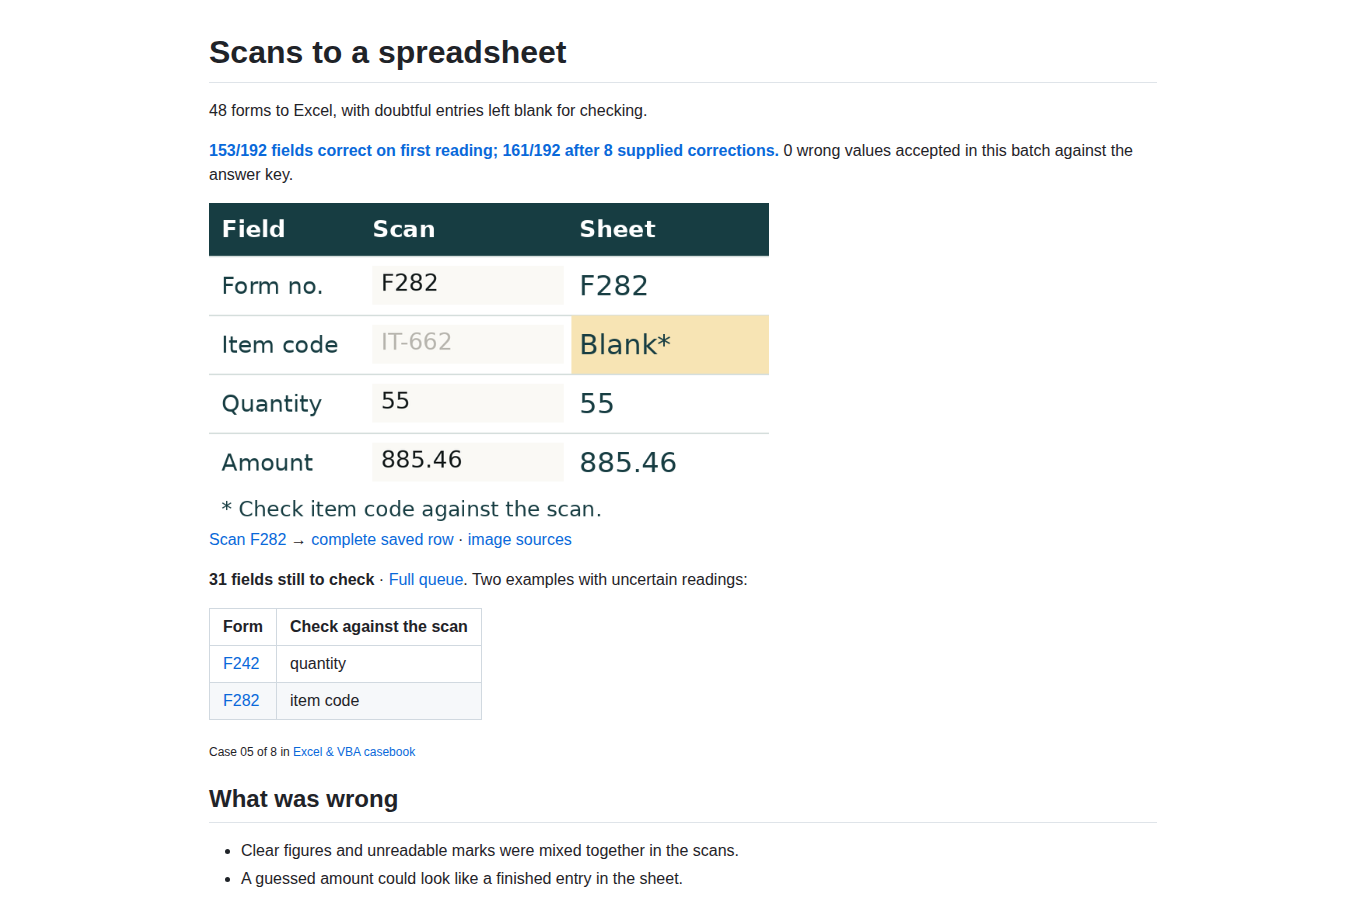 Scans to a spreadsheet
48 forms to Excel, with doubtful entries left blank for checking.
153/192 fields correct on first reading; 161/192 after 8 supplied corrections. 0 wrong values accepted in this batch against the
answer key.
Field Scan Sheet
Form no. F282 F282
Item code IT-662 Blank*
Quantity 55 55
Amount 885.46 885.46
* Check item code against the scan.
Scan F282 → complete saved row · image sources
31 fields still to check · Full queue. Two examples with uncertain readings:
Form Check against the scan
F242 quantity
F282 item code
Case 05 of 8 in Excel & VBA casebook
What was wrong
• Clear figures and unreadable marks were mixed together in the scans.
• A guessed amount could look like a finished entry in the sheet.